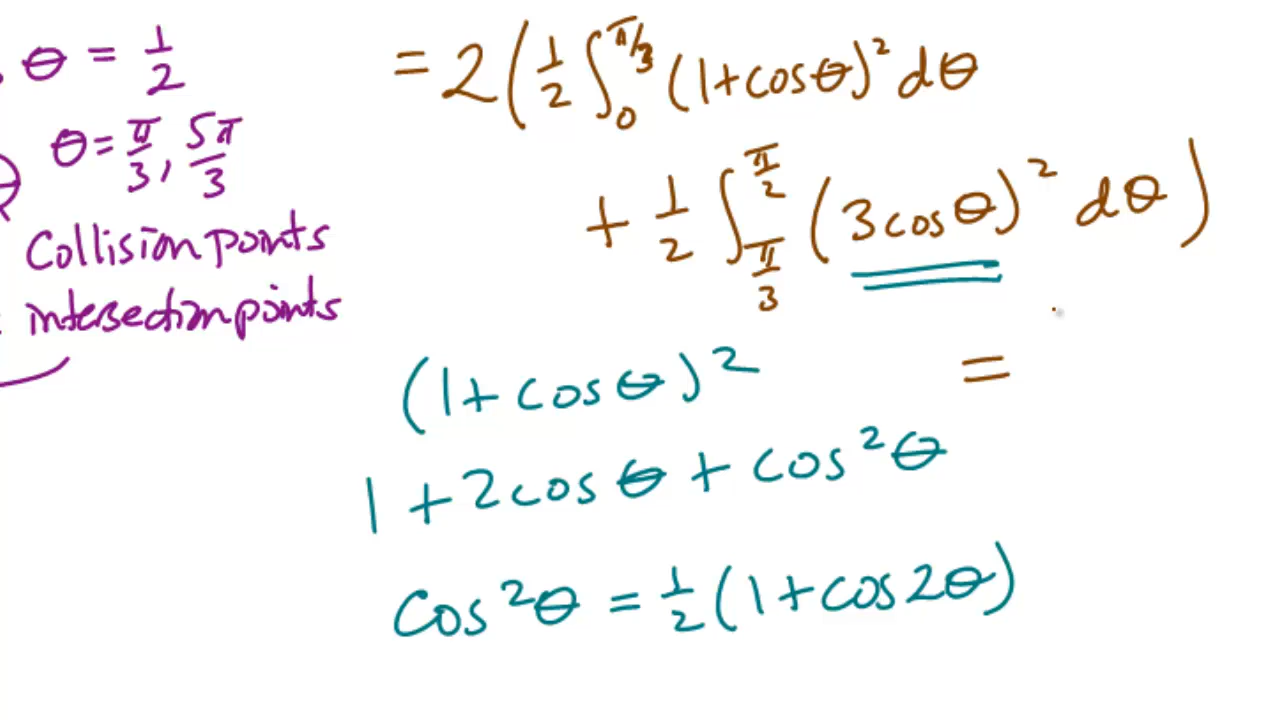 θ = 1/2
θ = π/3, 5π/3
Collision points
intersection points
= 2(1/2 ∫₀^{π/3} (1+cosθ)² dθ
+ 1/2 ∫_{π/3}^{π/2} (3cosθ)² dθ)
=
(1+cosθ)²
1+2cosθ+cos²θ
cos²θ = 1/2(1+cos2θ)